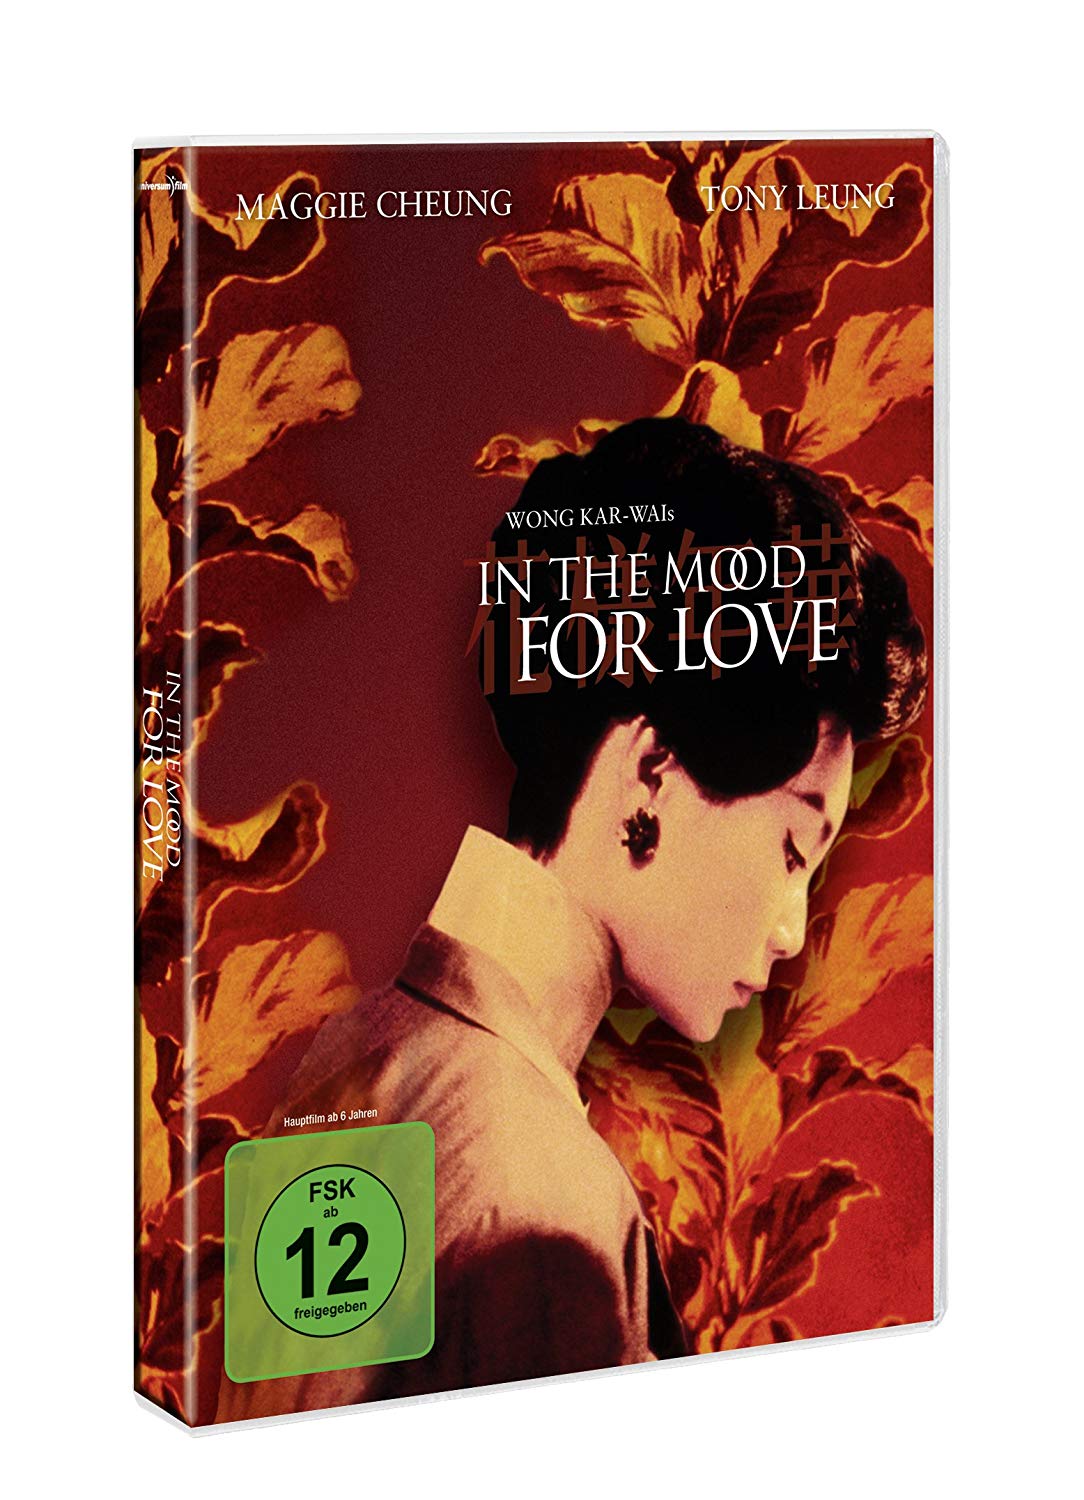 universum film
MAGGIE CHEUNG
TONY LEUNG
WONG KAR-WAIs
花樣年華
IN THE MOOD
FOR LOVE
IN THE MOOD
FOR LOVE
Hauptfilm ab 6 Jahren
FSK
ab
12
freigegeben